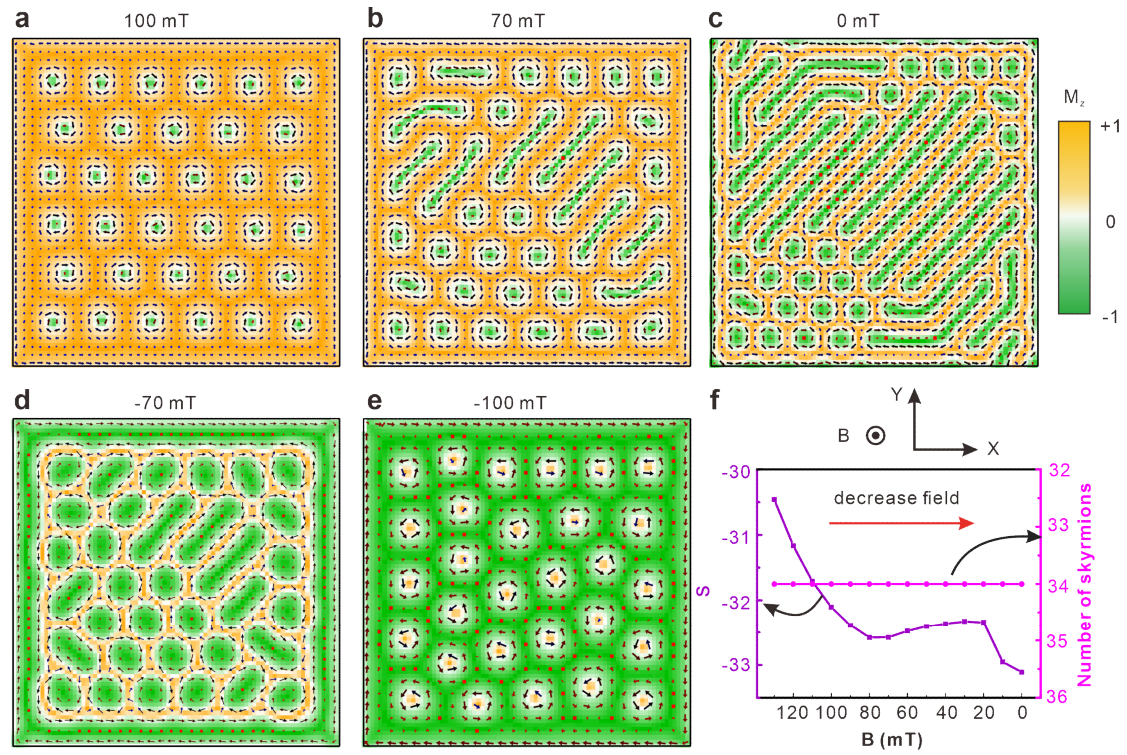 a
100 mT
b
70 mT
c
0 mT
Mz
+1
0
-1
d
-70 mT
e
-100 mT
f
Y
B
X
-30
-31
-32
-33
S
decrease field
32
33
34
35
36
Number of skyrmions
120 100 80 60 40 20 0
B (mT)